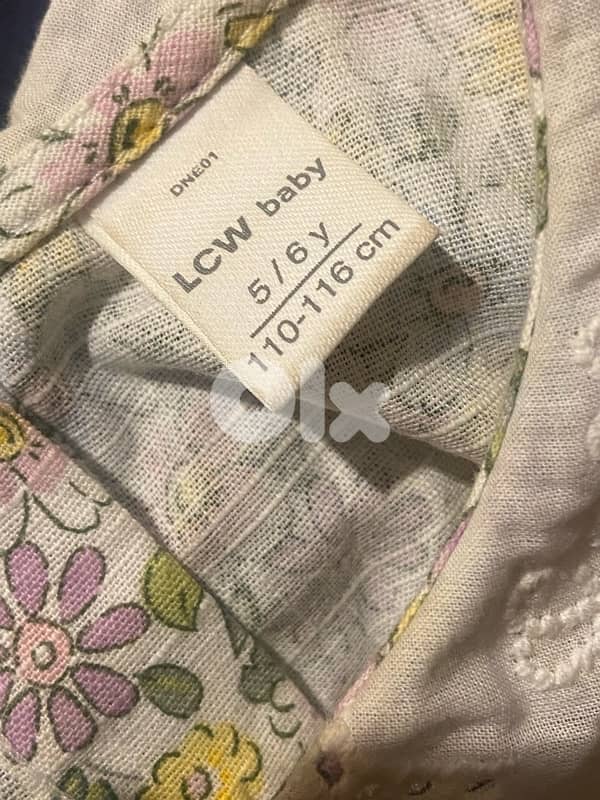 DNE01
LCW baby
5/6 y
110-116 cm
olx